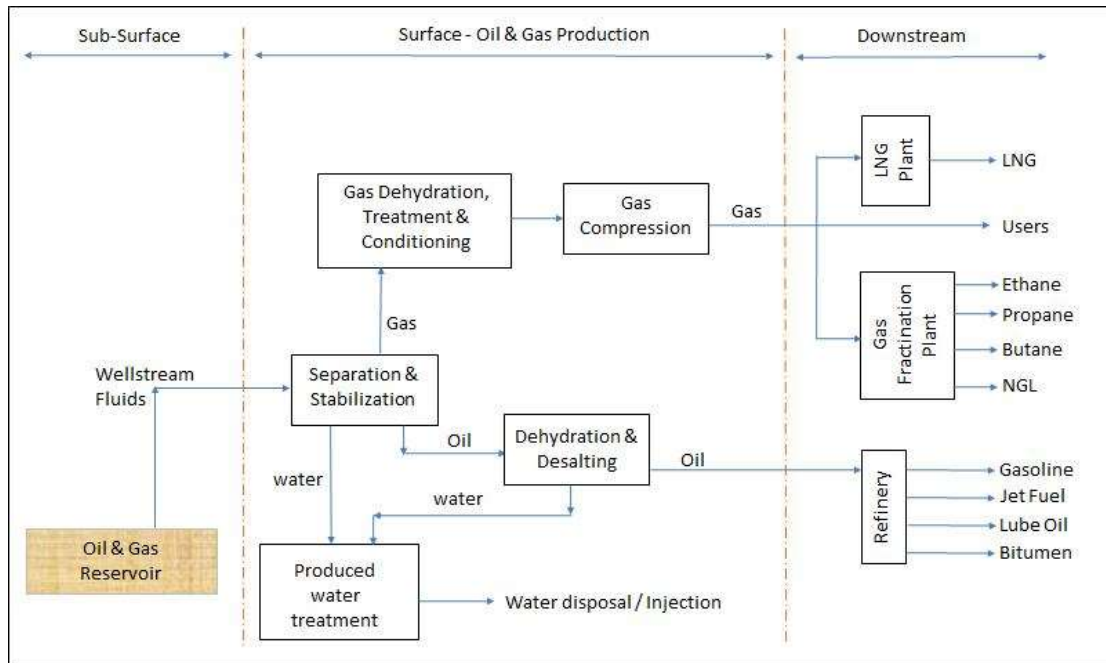 Sub-Surface
Surface - Oil & Gas Production
Downstream
LNG
Plant
LNG
Gas Dehydration,
Treatment &
Conditioning
Gas
Compression
Gas
Users
Gas
Fractination
Plant
Ethane
Propane
Butane
NGL
Gas
Wellstream
Fluids
Separation &
Stabilization
Oil
Dehydration &
Desalting
Oil
water
water
Refinery
Gasoline
Jet Fuel
Lube Oil
Bitumen
Oil & Gas
Reservoir
Produced
water
treatment
Water disposal / Injection